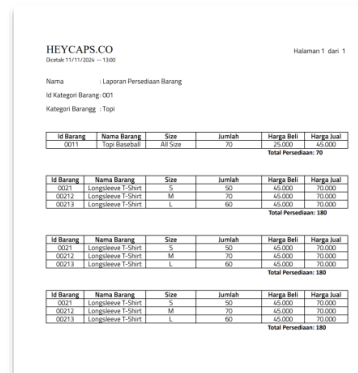 HEYCAPS.CO
Halaman 1 dari 1
Dicetak 11/11/2024 — 13:00
Nama : Laporan Persediaan Barang
Id Kategori Barang : 001
Kategori Barangg : Topi
Id Barang Nama Barang Size Jumlah Harga Beli Harga Jual
0011 Topi Baseball All Size 70 25.000 45.000
Total Persediaan: 70
Id Barang Nama Barang Size Jumlah Harga Beli Harga Jual
0021 Longsleeve T-Shirt S 50 45.000 70.000
00212 Longsleeve T-Shirt M 70 45.000 70.000
00213 Longsleeve T-Shirt L 60 45.000 70.000
Total Persediaan: 180
Id Barang Nama Barang Size Jumlah Harga Beli Harga Jual
0021 Longsleeve T-Shirt S 50 45.000 70.000
00212 Longsleeve T-Shirt M 70 45.000 70.000
00213 Longsleeve T-Shirt L 60 45.000 70.000
Total Persediaan: 180
Id Barang Nama Barang Size Jumlah Harga Beli Harga Jual
0021 Longsleeve T-Shirt S 50 45.000 70.000
00212 Longsleeve T-Shirt M 70 45.000 70.000
00213 Longsleeve T-Shirt L 60 45.000 70.000
Total Persediaan: 180